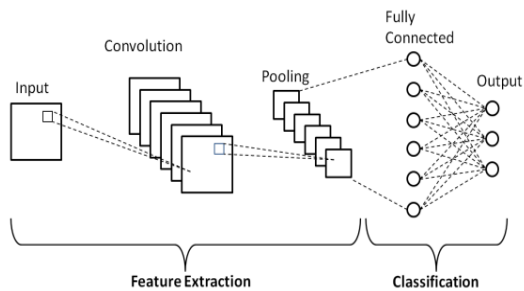 Input
Convolution
Pooling
Fully
Connected
Output
Feature Extraction
Classification